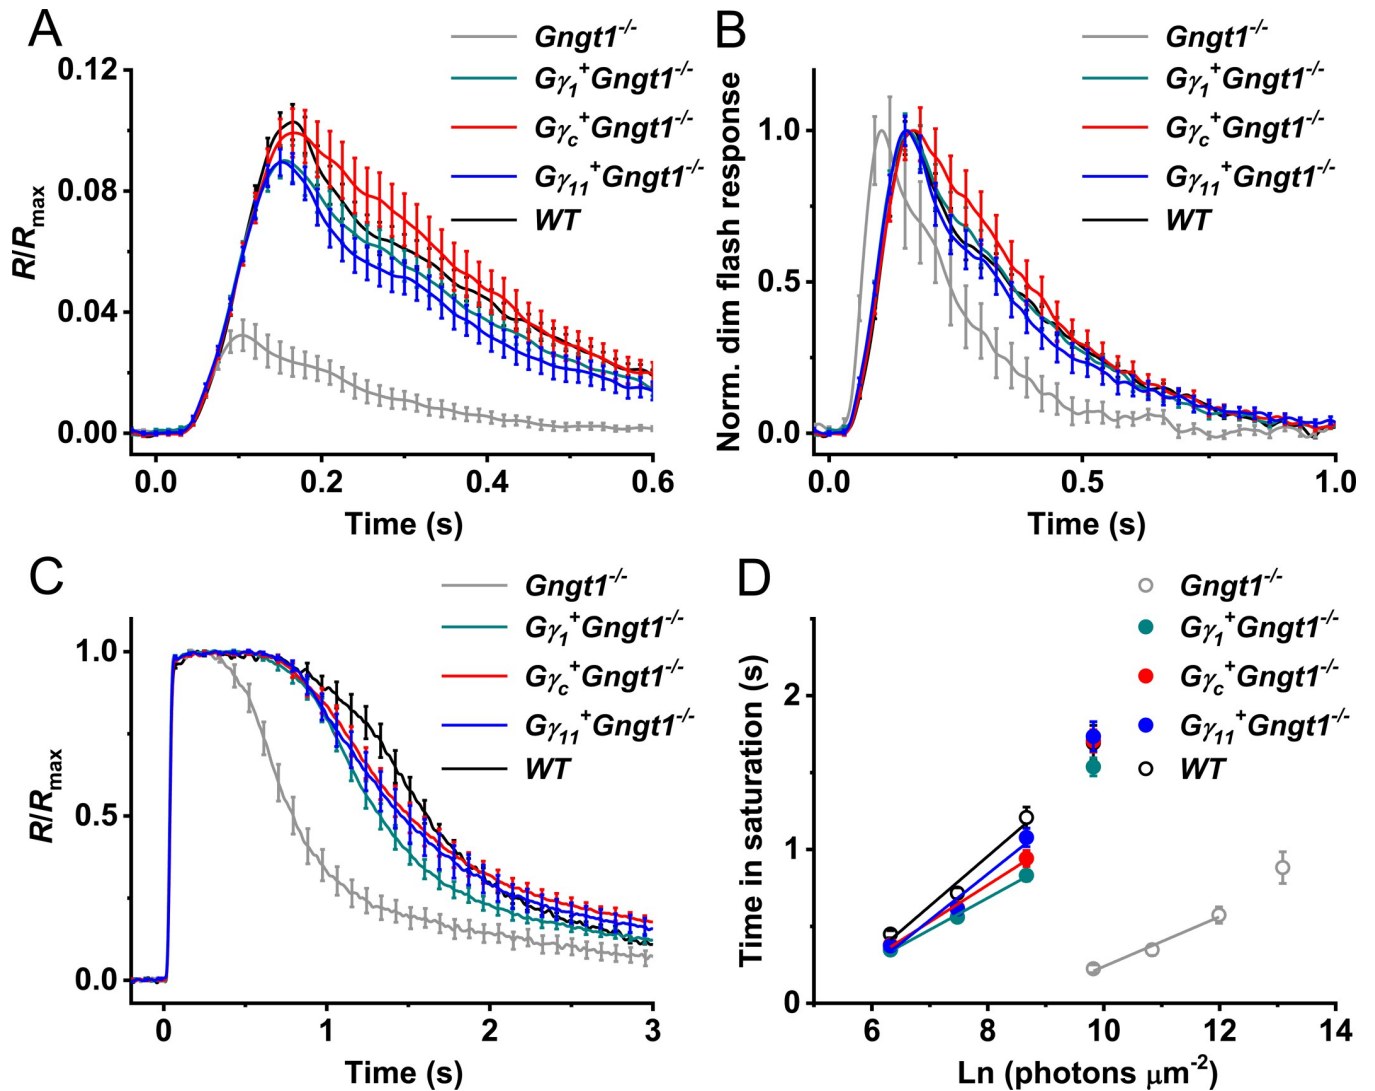 A
Gngt1-/-
Gγ1+Gngt1-/-
Gγc+Gngt1-/-
Gγ11+Gngt1-/-
WT
0.12
0.08
0.04
0.00
R/Rmax
0.0 0.2 0.4 0.6
Time (s)
B
Gngt1-/-
Gγ1+Gngt1-/-
Gγc+Gngt1-/-
Gγ11+Gngt1-/-
WT
1.0
0.5
0.0
Norm. dim flash response
0.0 0.5 1.0
Time (s)
C
Gngt1-/-
Gγ1+Gngt1-/-
Gγc+Gngt1-/-
Gγ11+Gngt1-/-
WT
1.0
0.5
0.0
R/Rmax
0 1 2 3
Time (s)
D
Gngt1-/-
Gγ1+Gngt1-/-
Gγc+Gngt1-/-
Gγ11+Gngt1-/-
WT
2
1
0
Time in saturation (s)
6 8 10 12 14
Ln (photons μm-2)